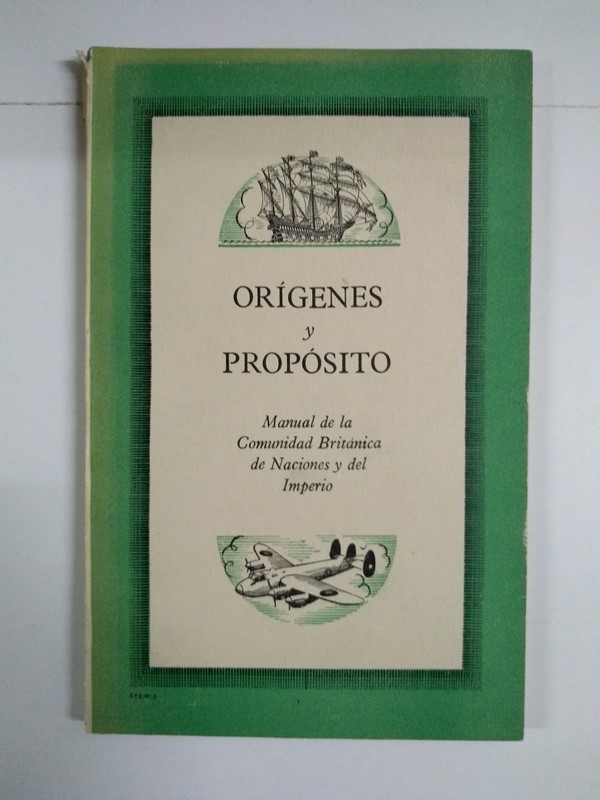 ORÍGENES
y
PROPÓSITO
Manual de la
Comunidad Británica
de Naciones y del
Imperio